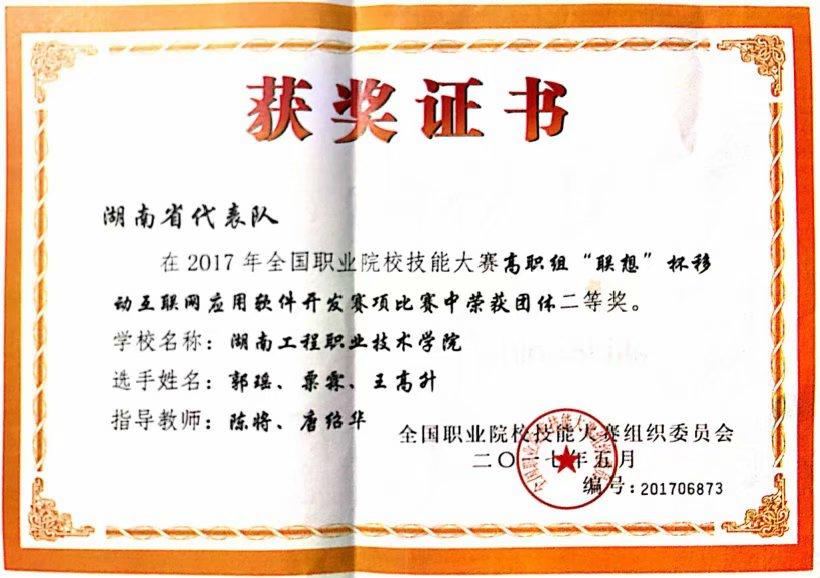 获奖证书
湖南省代表队
在2017年全国职业院校技能大赛高职组“联想”杯移
动互联网应用软件开发赛项比赛中荣获团体二等奖。
学校名称：湖南工程职业技术学院
选手姓名：郭瑶、粟霖、王高升
指导教师：陈将、唐绍华
全国职业院校技能大赛组织委员会
二〇一七年五月
编号：201706873